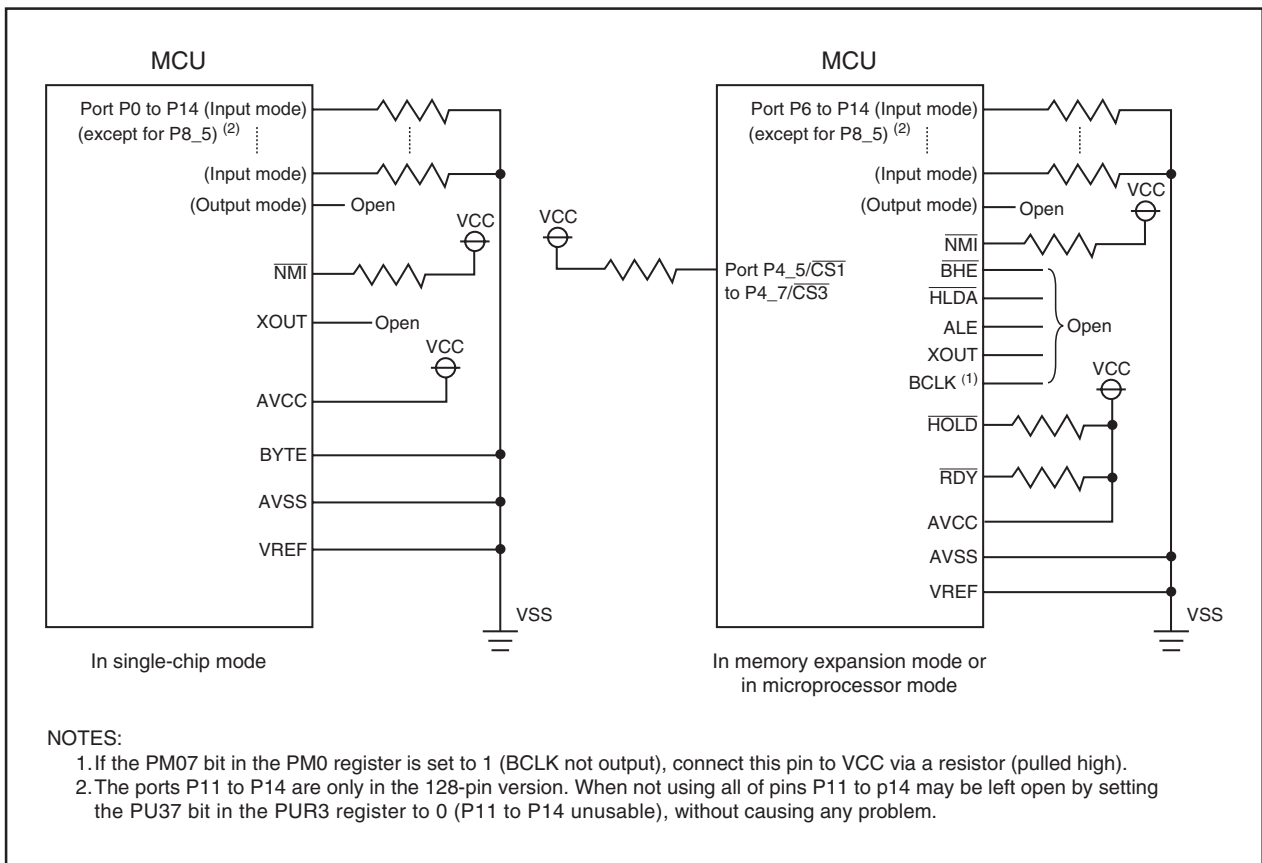 MCU
Port P0 to P14 (Input mode)
(except for P8_5) (2)
(Input mode)
(Output mode)
Open
VCC
NMI
XOUT
Open
VCC
AVCC
BYTE
AVSS
VREF
VSS
In single-chip mode
MCU
Port P6 to P14 (Input mode)
(except for P8_5) (2)
(Input mode)
(Output mode)
Open
VCC
NMI
VCC
Port P4_5/CS1
to P4_7/CS3
BHE
HLDA
ALE
XOUT
BCLK (1)
Open
VCC
HOLD
RDY
AVCC
AVSS
VREF
VSS
In memory expansion mode or
in microprocessor mode
NOTES:
1. If the PM07 bit in the PM0 register is set to 1 (BCLK not output), connect this pin to VCC via a resistor (pulled high).
2. The ports P11 to P14 are only in the 128-pin version. When not using all of pins P11 to p14 may be left open by setting
the PU37 bit in the PUR3 register to 0 (P11 to P14 unusable), without causing any problem.